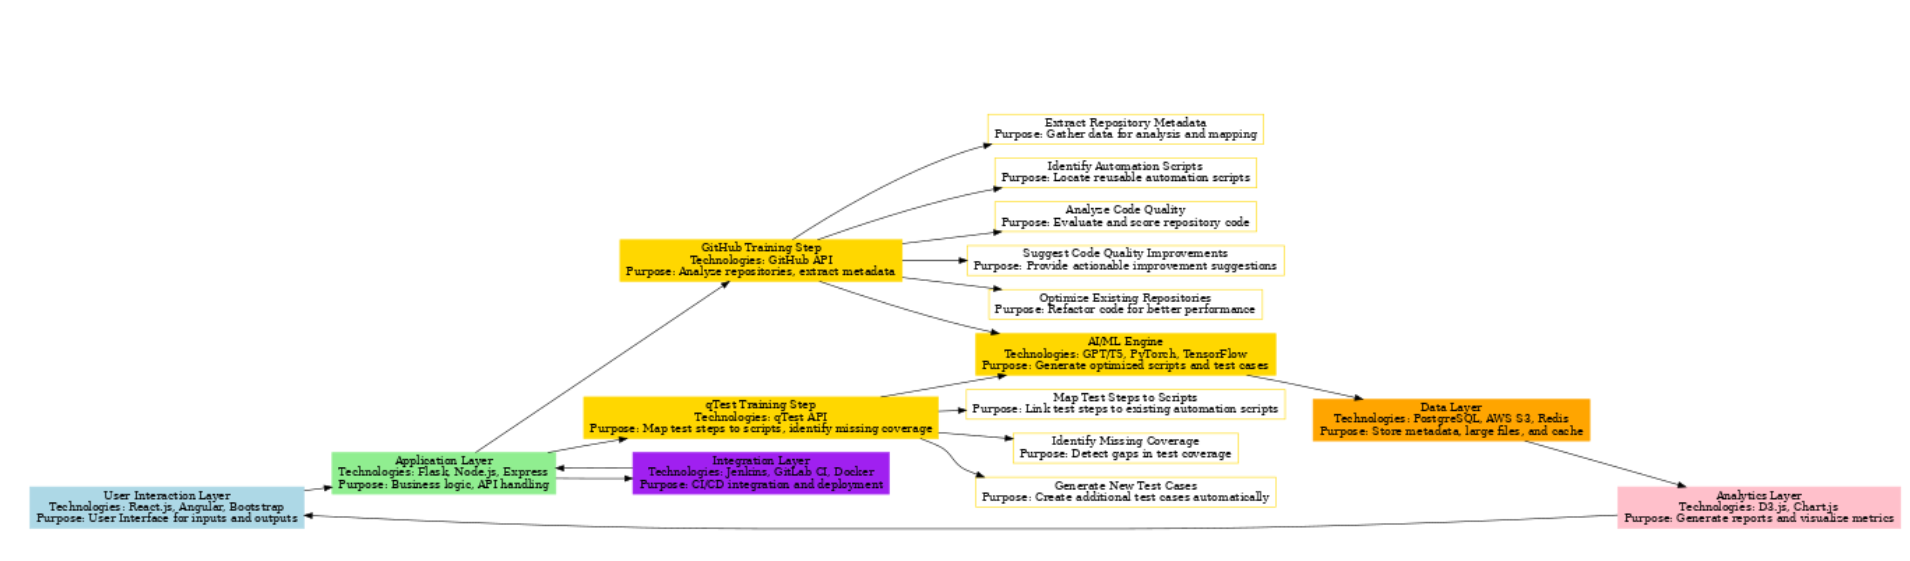 Extract Repository Metadata
Purpose: Gather data for analysis and mapping
Identify Automation Scripts
Purpose: Locate reusable automation scripts
Analyze Code Quality
Purpose: Evaluate and score repository code
GitHub Training Step
Technologies: GitHub API
Purpose: Analyze repositories, extract metadata
Suggest Code Quality Improvements
Purpose: Provide actionable improvement suggestions
Optimize Existing Repositories
Purpose: Refactor code for better performance
AI/ML Engine
Technologies: GPT/T5, PyTorch, TensorFlow
Purpose: Generate optimized scripts and test cases
qTest Training Step
Technologies: qTest API
Purpose: Map test steps to scripts, identify missing coverage
Map Test Steps to Scripts
Purpose: Link test steps to existing automation scripts
Data Layer
Technologies: PostgreSQL, AWS S3, Redis
Purpose: Store metadata, large files, and cache
Identify Missing Coverage
Purpose: Detect gaps in test coverage
Application Layer
Technologies: Flask, Node.js, Express
Purpose: Business logic, API handling
Integration Layer
Technologies: Jenkins, GitLab CI, Docker
Purpose: CI/CD integration and deployment
Generate New Test Cases
Purpose: Create additional test cases automatically
User Interaction Layer
Technologies: React.js, Angular, Bootstrap
Purpose: User Interface for inputs and outputs
Analytics Layer
Technologies: D3.js, Chart.js
Purpose: Generate reports and visualize metrics